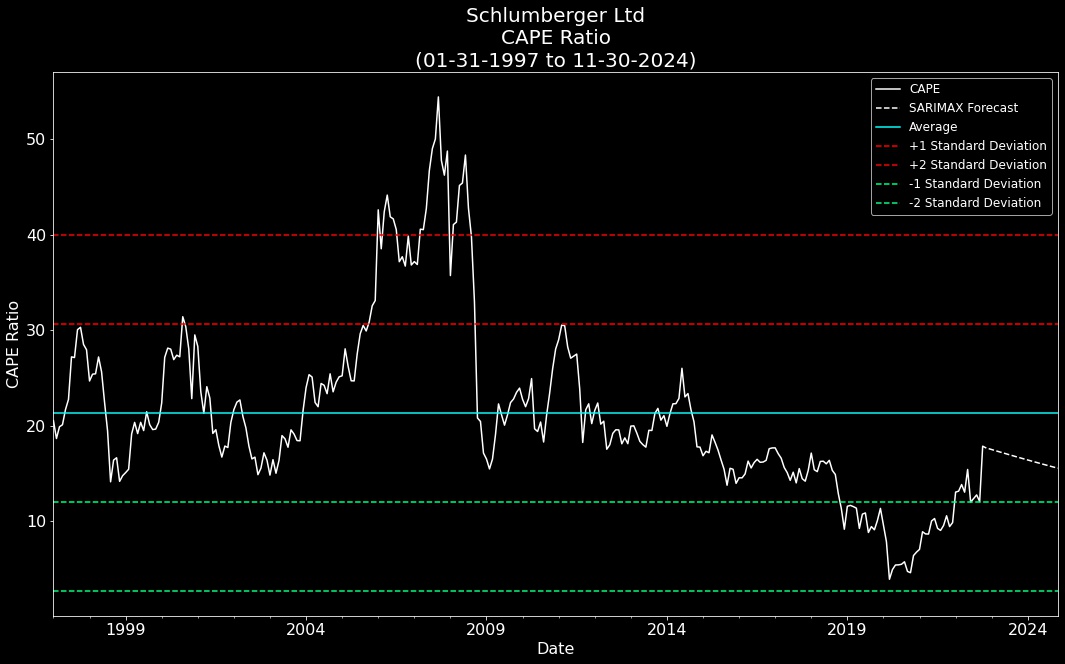 Schlumberger Ltd
CAPE Ratio
(01-31-1997 to 11-30-2024)
CAPE
SARIMAX Forecast
Average
+1 Standard Deviation
+2 Standard Deviation
-1 Standard Deviation
-2 Standard Deviation
50
40
30
20
10
CAPE Ratio
1999 2004 2009 2014 2019 2024
Date